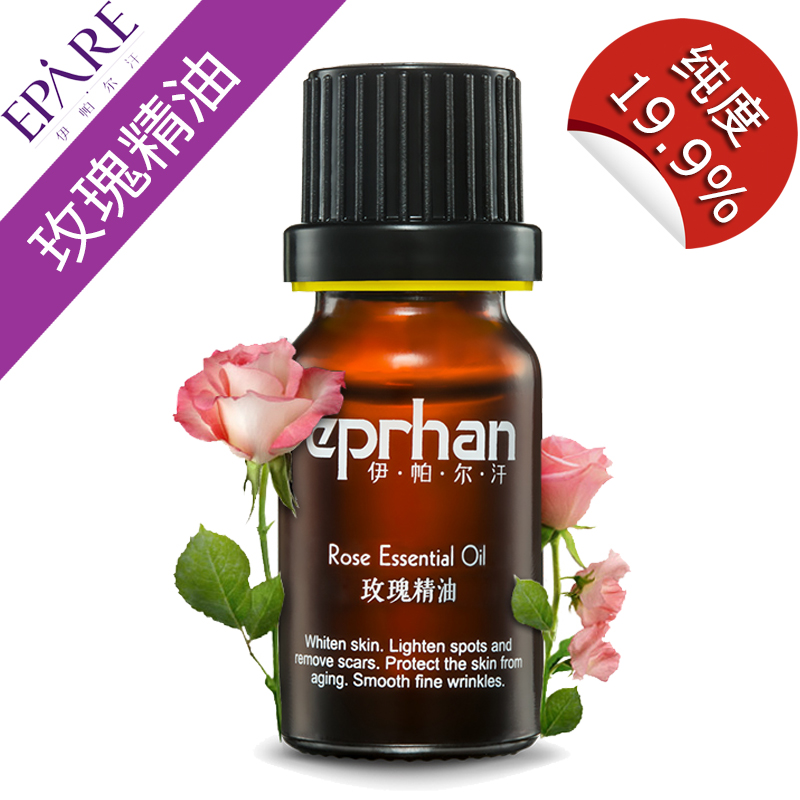 EPARE
伊·帕·尔·汗
玫瑰精油
纯度
19.9%
eprhan
伊·帕·尔·汗
Rose Essential Oil
玫瑰精油
Whiten skin. Lighten spots and
remove scars. Protect the skin from
aging. Smooth fine wrinkles.